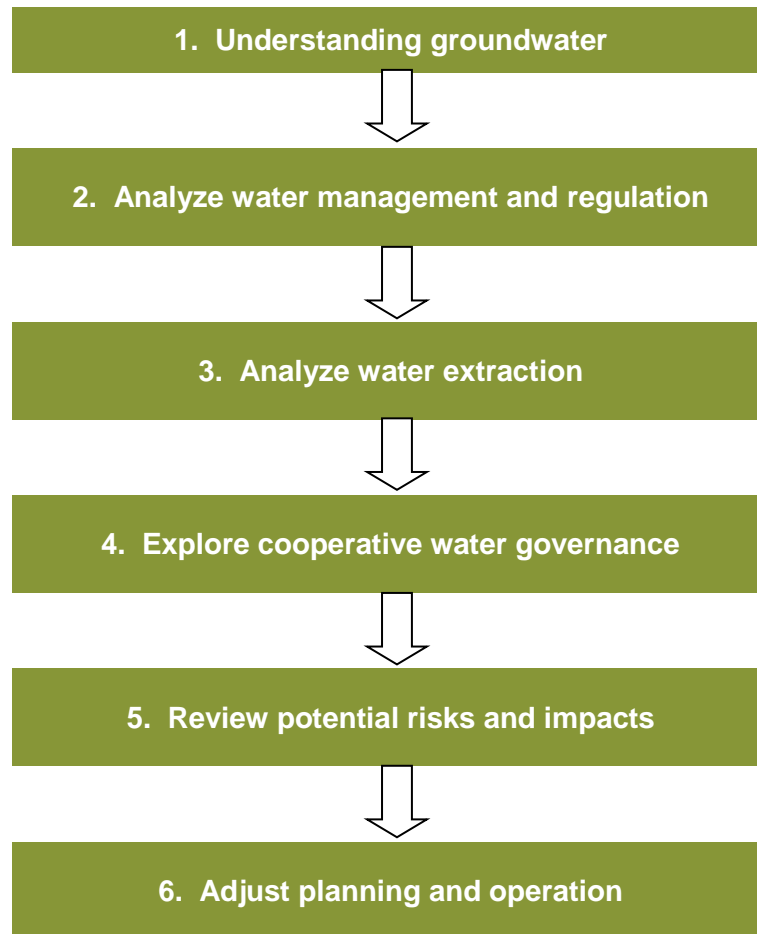 1. Understanding groundwater
2. Analyze water management and regulation
3. Analyze water extraction
4. Explore cooperative water governance
5. Review potential risks and impacts
6. Adjust planning and operation